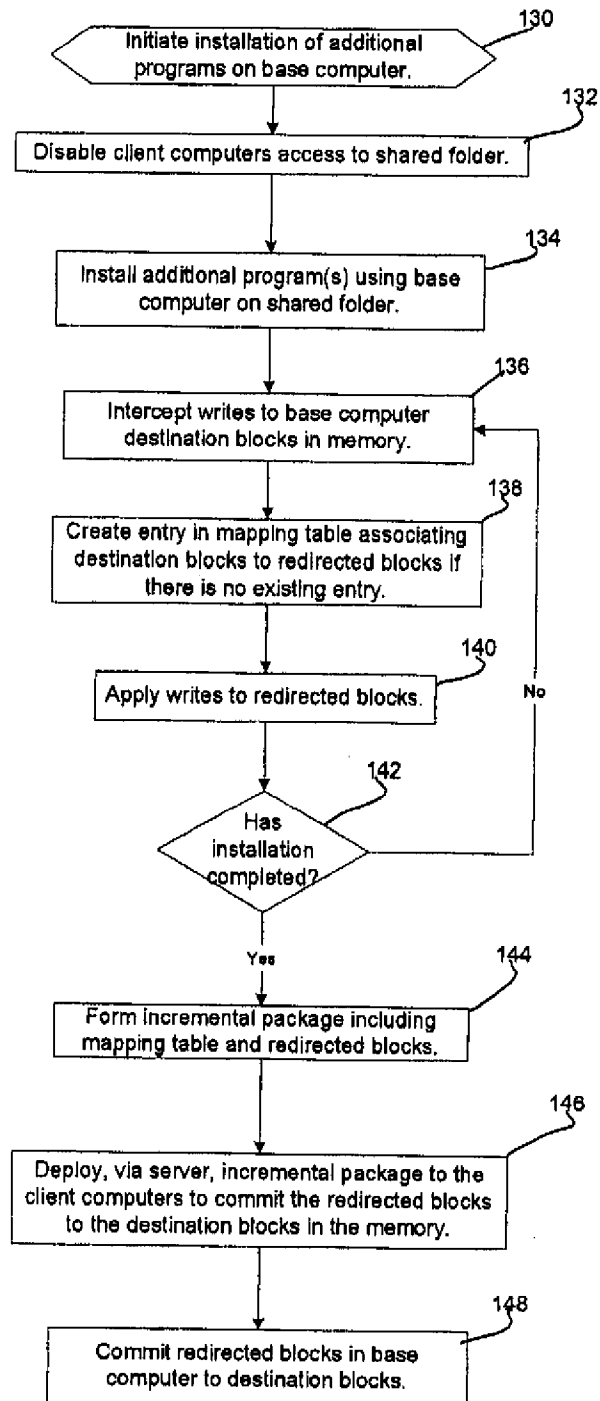 130
Initiate installation of additional
programs on base computer.
132
Disable client computers access to shared folder.
134
Install additional program(s) using base
computer on shared folder.
136
Intercept writes to base computer
destination blocks in memory.
138
Create entry in mapping table associating
destination blocks to redirected blocks if
there is no existing entry.
140
Apply writes to redirected blocks.
No
142
Has
installation
completed?
Yes
144
Form incremental package including
mapping table and redirected blocks.
146
Deploy, via server, incremental package to the
client computers to commit the redirected blocks
to the destination blocks in the memory.
148
Commit redirected blocks in base
computer to destination blocks.